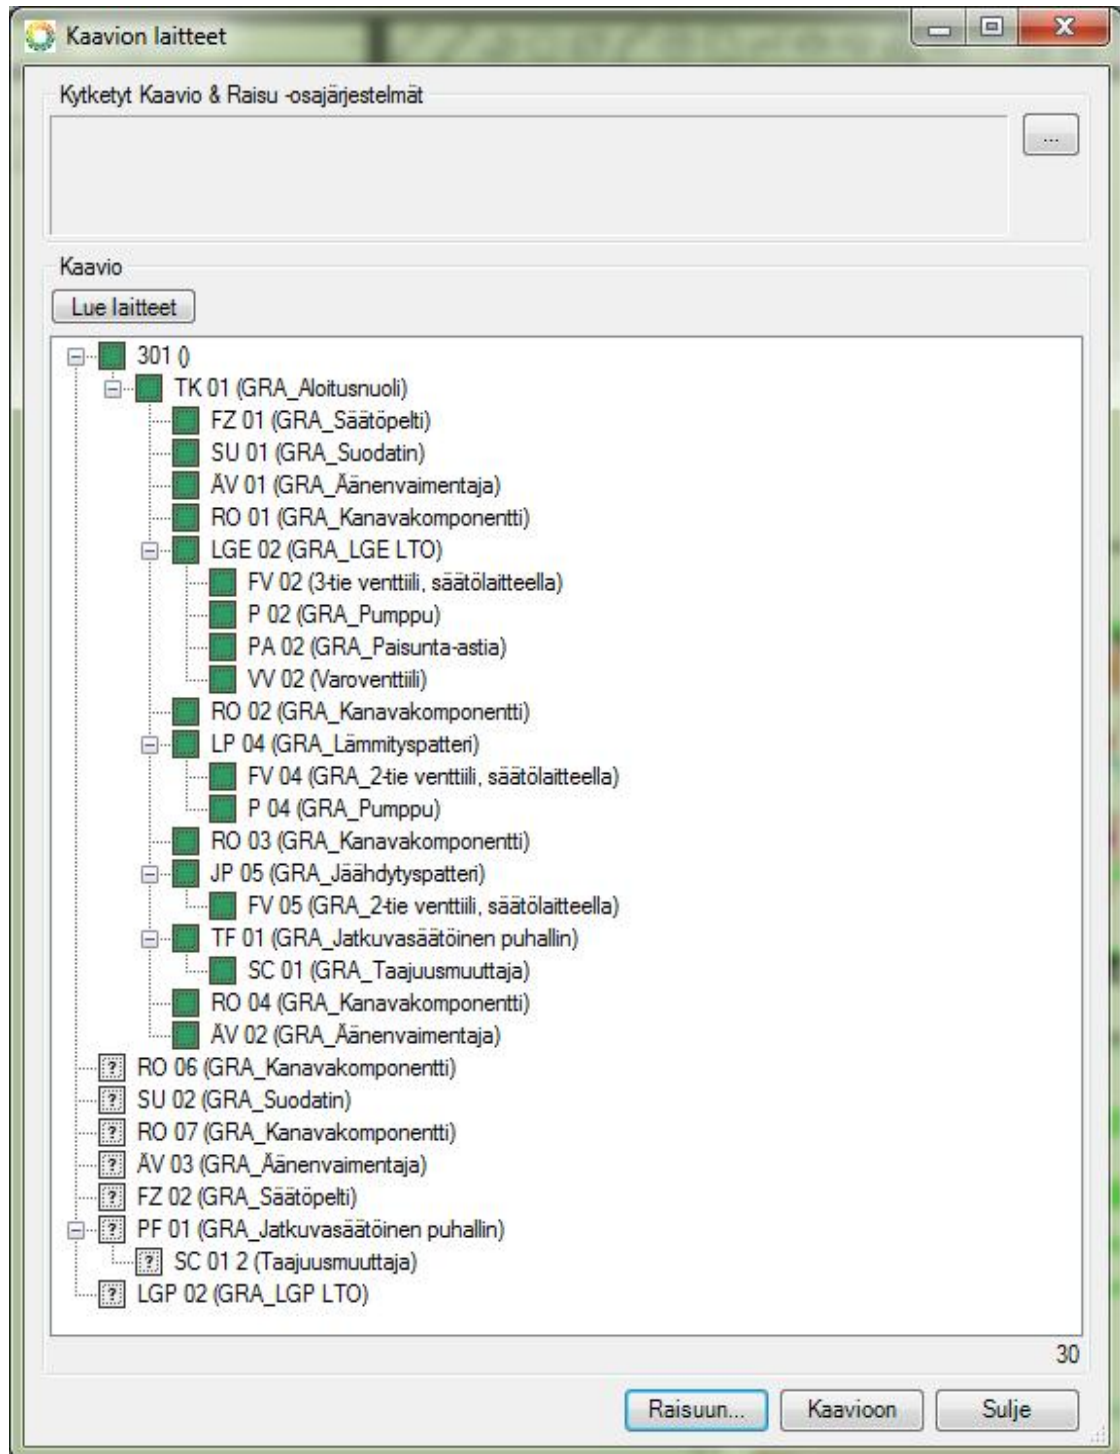 Kaavion laitteet
Kytketyt Kaavio & Raisu -osajärjestelmät
...
Kaavio
Lue laitteet
301 ()
TK 01 (GRA_Aloitusnuoli)
FZ 01 (GRA_Säätöpelti)
SU 01 (GRA_Suodatin)
ÄV 01 (GRA_Äänenvaimentaja)
RO 01 (GRA_Kanavakomponentti)
LGE 02 (GRA_LGE LTO)
FV 02 (3-tie venttiili, säätölaitteella)
P 02 (GRA_Pumppu)
PA 02 (GRA_Paisunta-astia)
VV 02 (Varoventtiili)
RO 02 (GRA_Kanavakomponentti)
LP 04 (GRA_Lämmityspatteri)
FV 04 (GRA_2-tie venttiili, säätölaitteella)
P 04 (GRA_Pumppu)
RO 03 (GRA_Kanavakomponentti)
JP 05 (GRA_Jäähdytyspatteri)
FV 05 (GRA_2-tie venttiili, säätölaitteella)
TF 01 (GRA_Jatkuvasäätöinen puhallin)
SC 01 (GRA_Taajuusmuuttaja)
RO 04 (GRA_Kanavakomponentti)
ÄV 02 (GRA_Äänenvaimentaja)
? RO 06 (GRA_Kanavakomponentti)
? SU 02 (GRA_Suodatin)
? RO 07 (GRA_Kanavakomponentti)
? ÄV 03 (GRA_Äänenvaimentaja)
? FZ 02 (GRA_Säätöpelti)
? PF 01 (GRA_Jatkuvasäätöinen puhallin)
? SC 01 2 (Taajuusmuuttaja)
? LGP 02 (GRA_LGP LTO)
30
Raisuun... Kaavioon Sulje